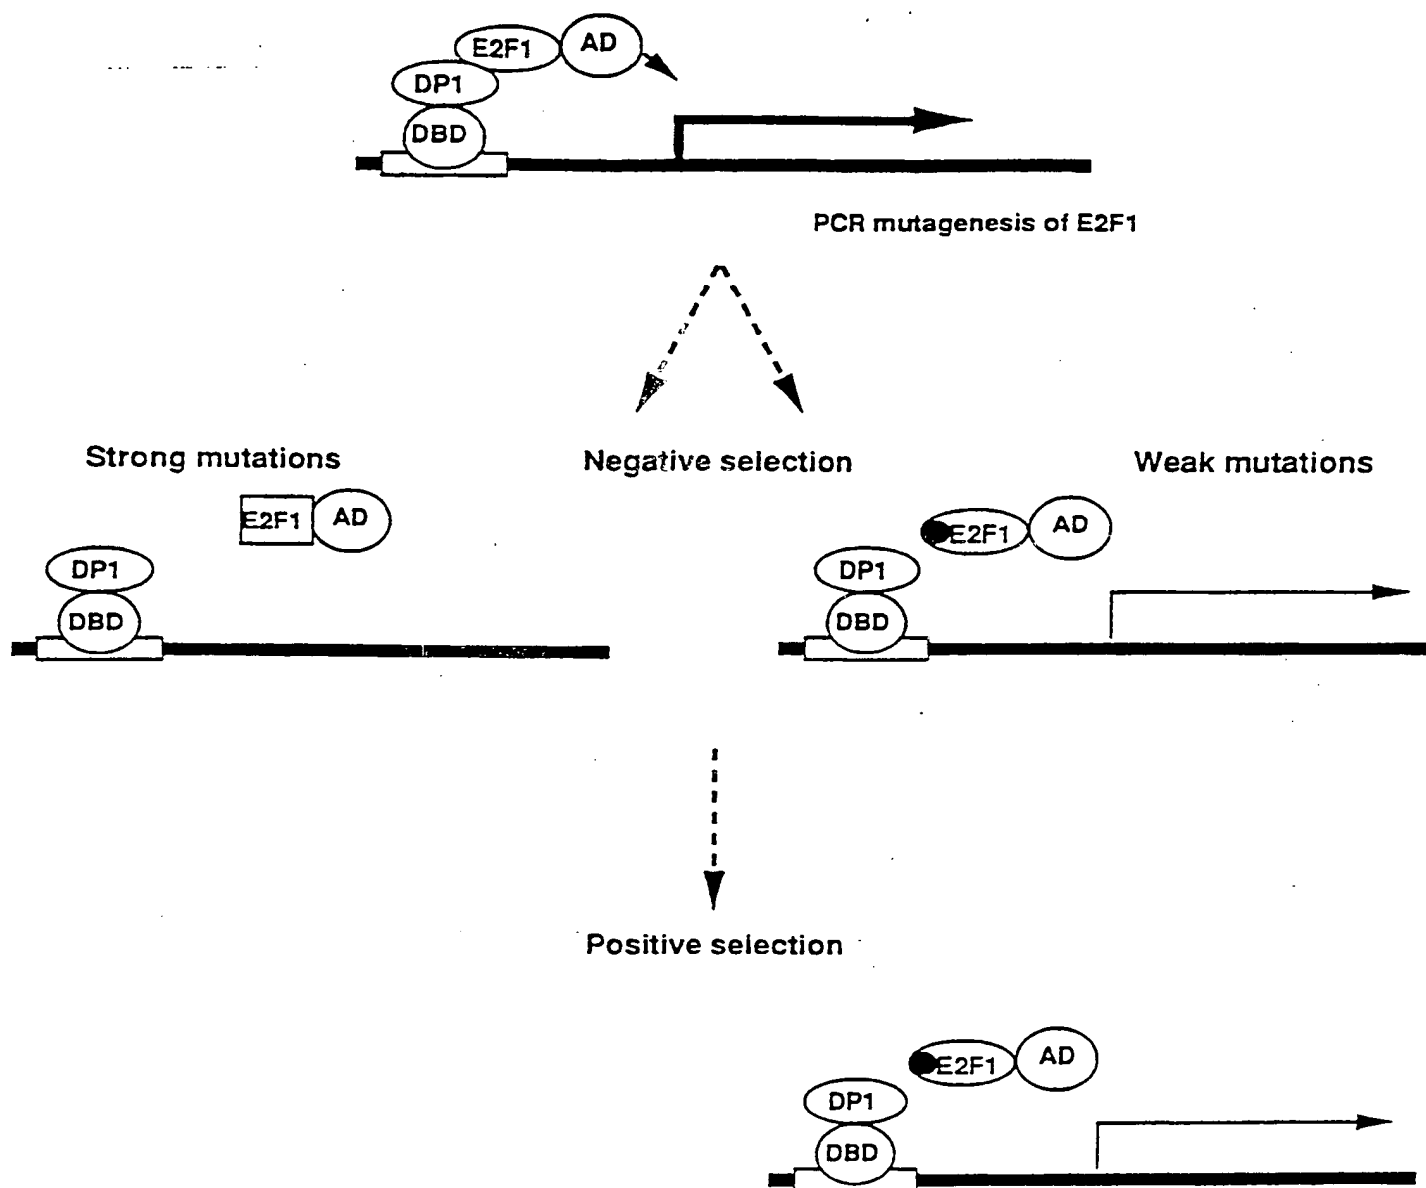 E2F1 AD
DP1
DBD
PCR mutagenesis of E2F1
Strong mutations Negative selection Weak mutations
E2F1 AD
DP1
DBD
E2F1 AD
DP1
DBD
Positive selection
E2F1 AD
DP1
DBD